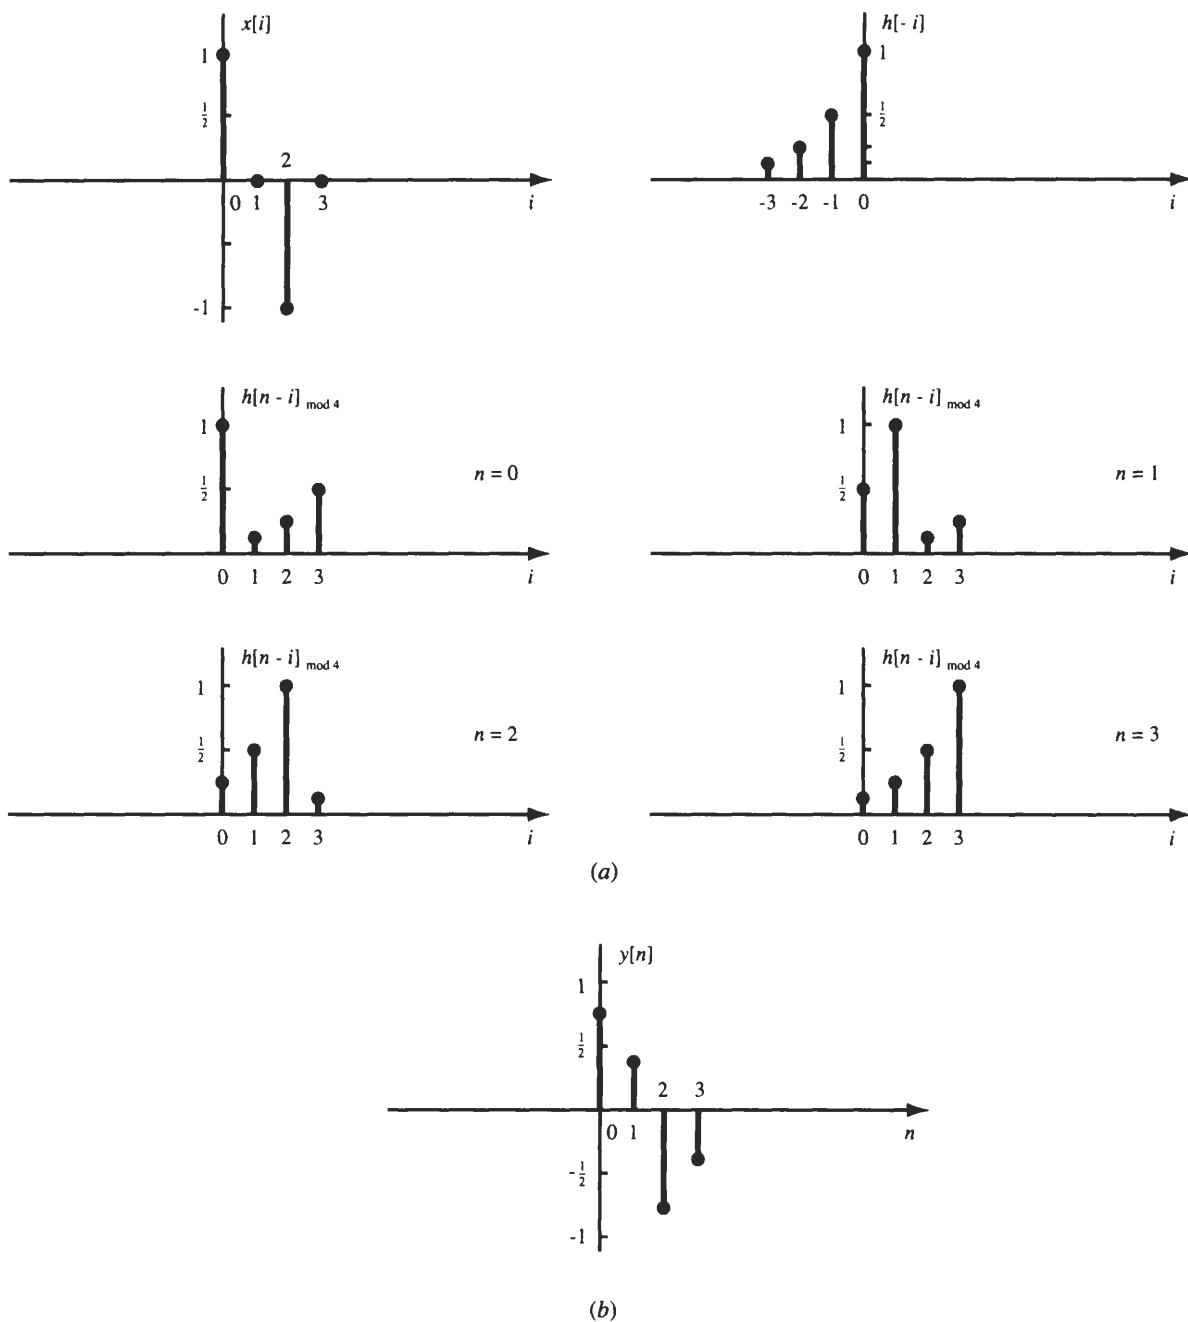 x[i]
1
1/2
2
0 1 3 i
-1
h[- i]
1
1/2
-3 -2 -1 0 i
h[n - i] mod 4
1
1/2
n = 0
0 1 2 3 i
h[n - i] mod 4
1
1/2
n = 1
0 1 2 3 i
h[n - i] mod 4
1
1/2
n = 2
0 1 2 3 i
h[n - i] mod 4
1
1/2
n = 3
0 1 2 3 i
(a)
y[n]
1
1/2
2 3
0 1 n
-1/2
-1
(b)